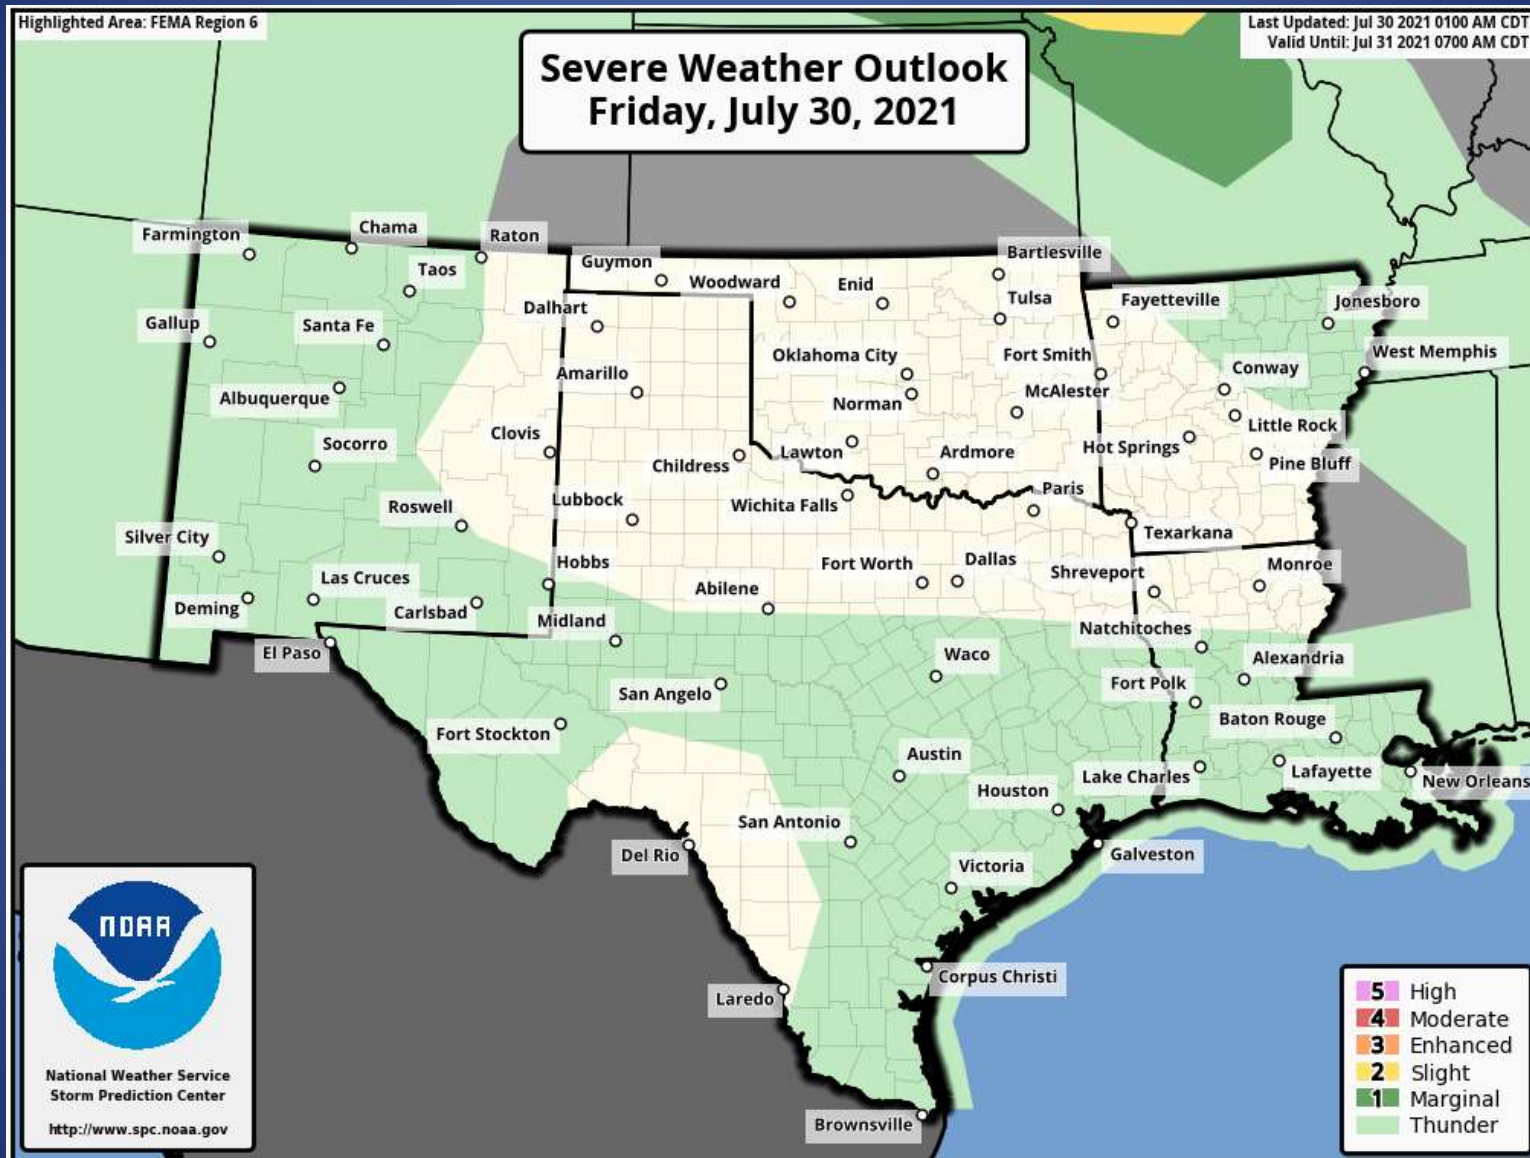 Highlighted Area: FEMA Region 6
Last Updated: Jul 30 2021 0100 AM CDT
Valid Until: Jul 31 2021 0700 AM CDT
Severe Weather Outlook
Friday, July 30, 2021
Farmington
Chama
Raton
Taos
Guymon
Woodward
Enid
Bartlesville
Tulsa
Fayetteville
Jonesboro
Gallup
Santa Fe
Dalhart
Oklahoma City
Fort Smith
West Memphis
Conway
Albuquerque
Amarillo
Norman
McAlester
Little Rock
Socorro
Clovis
Childress
Lawton
Ardmore
Hot Springs
Pine Bluff
Roswell
Lubbock
Wichita Falls
Paris
Texarkana
Silver City
Las Cruces
Hobbs
Fort Worth
Dallas
Shreveport
Monroe
Deming
Carlsbad
Midland
Abilene
Natchitoches
El Paso
San Angelo
Waco
Alexandria
Fort Polk
Fort Stockton
Baton Rouge
Austin
Houston
Lake Charles
Lafayette
New Orleans
San Antonio
Del Rio
Victoria
Galveston
Laredo
Corpus Christi
Brownsville
NOAA
National Weather Service
Storm Prediction Center
http://www.spc.noaa.gov
5 High
4 Moderate
3 Enhanced
2 Slight
1 Marginal
Thunder